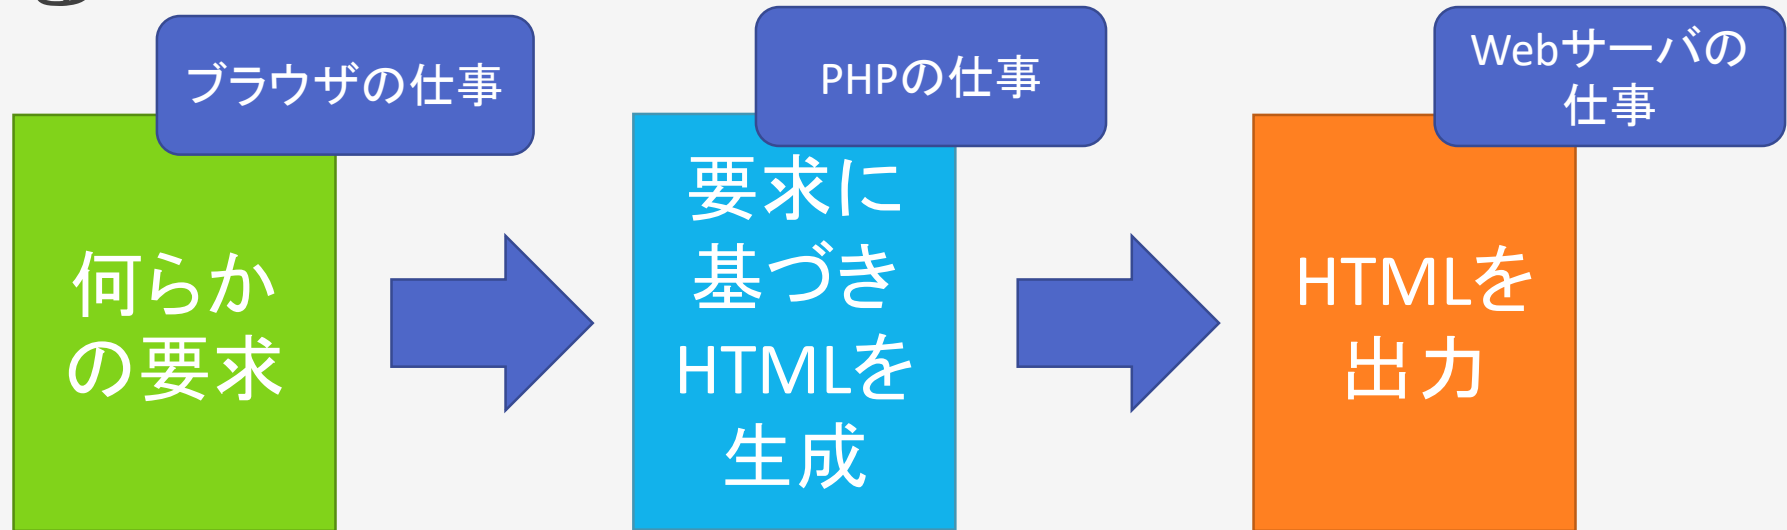 ブラウザの仕事
何らか
の要求
PHPの仕事
要求に
基づき
HTMLを
生成
Webサーバの
仕事
HTMLを
出力